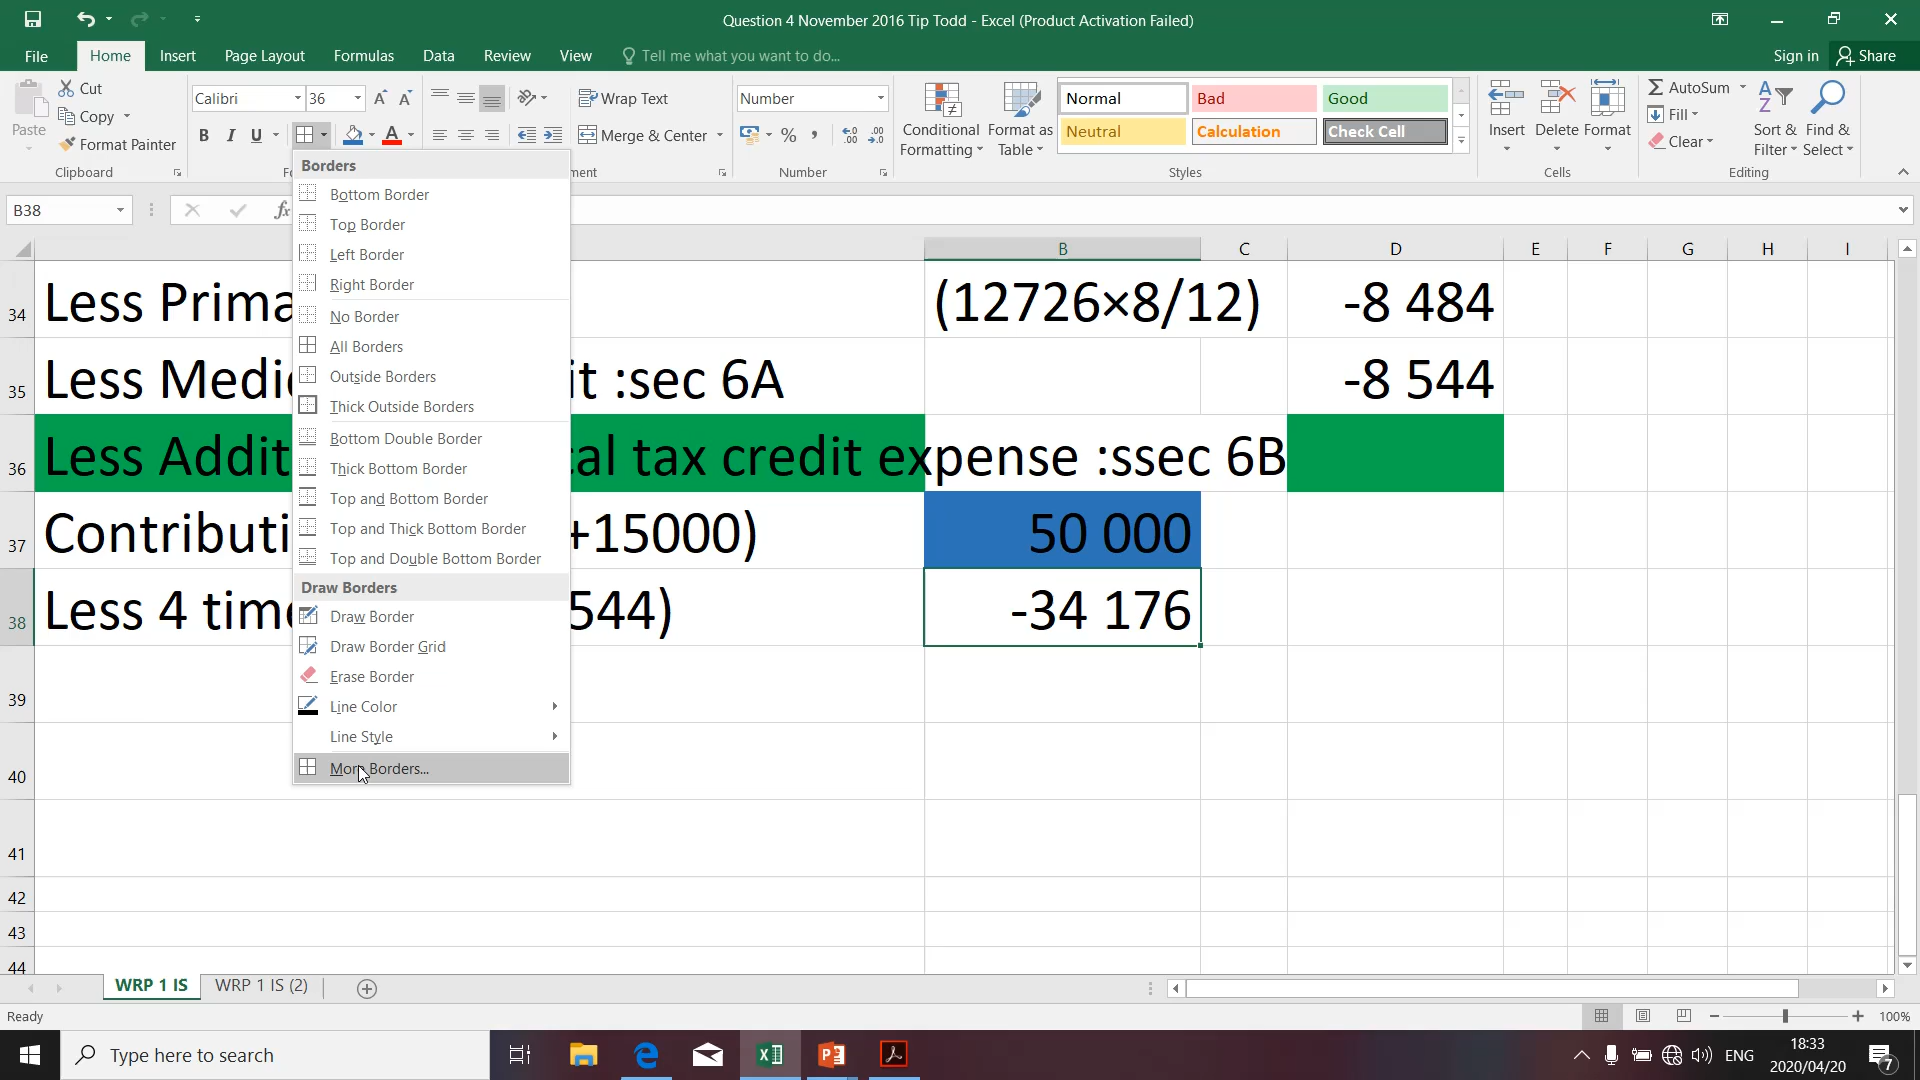 Question 4 November 2016 Tip Todd - Excel (Product Activation Failed)
File Home Insert Page Layout Formulas Data Review View Tell me what you want to do... Sign in Share
Paste Cut Copy Format Painter
Clipboard
Calibri 36
B I U A
Wrap Text
Merge & Center
Number
% ,
Number
Conditional Formatting
Format as Table
Normal Bad Good
Neutral Calculation Check Cell
Styles
Insert Delete Format
Cells
AutoSum
Fill
Clear
Sort & Filter
Find & Select
Editing
B38 fx
Borders
Bottom Border
Top Border
Left Border
Right Border
No Border
All Borders
Outside Borders
Thick Outside Borders
Bottom Double Border
Thick Bottom Border
Top and Bottom Border
Top and Thick Bottom Border
Top and Double Bottom Border
Draw Borders
Draw Border
Draw Border Grid
Erase Border
Line Color
Line Style
More Borders...
B C D E F G H I
34 Less Prima (12726×8/12) -8 484
35 Less Medic it :sec 6A -8 544
36 Less Addit al tax credit expense :ssec 6B
37 Contributi +15000) 50 000
38 Less 4 time 544) -34 176
39
40
41
42
43
44
WRP 1 IS WRP 1 IS (2)
Ready 100%
Type here to search
ENG 18:33
2020/04/20
7